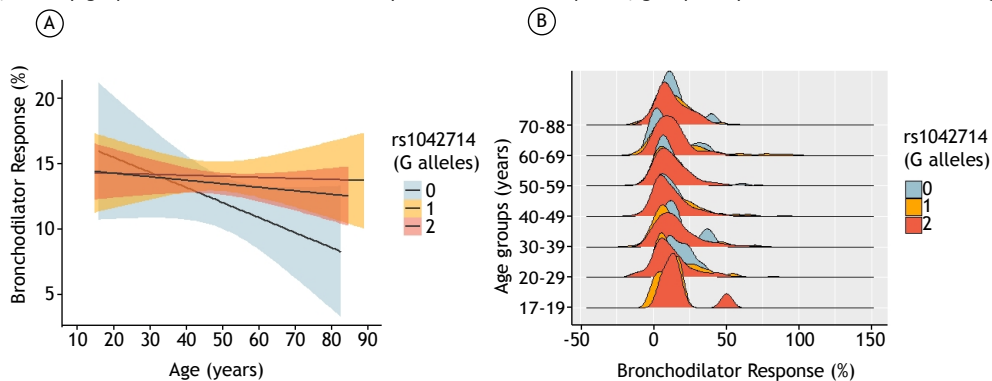 A
Bronchodilator Response (%)
20
15
10
5
10 20 30 40 50 60 70 80 90
Age (years)
rs1042714
(G alleles)
0
1
2
B
Age groups (years)
70-88
60-69
50-59
40-49
30-39
20-29
17-19
-50 0 50 100 150
Bronchodilator Response (%)
rs1042714
(G alleles)
0
1
2